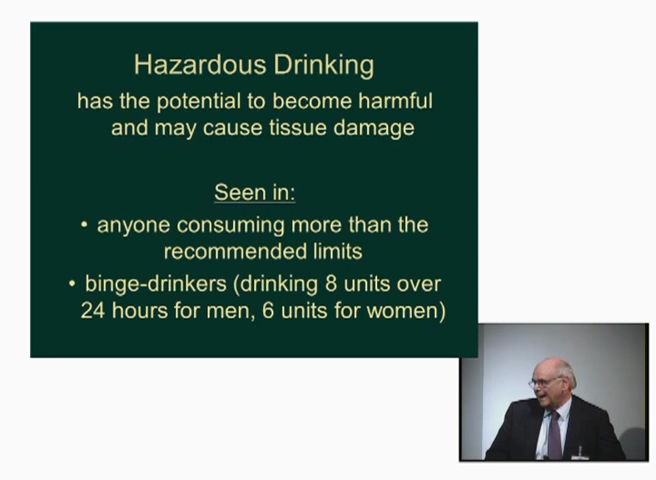 Hazardous Drinking
has the potential to become harmful
and may cause tissue damage
Seen in:
• anyone consuming more than the
recommended limits
• binge-drinkers (drinking 8 units over
24 hours for men, 6 units for women)